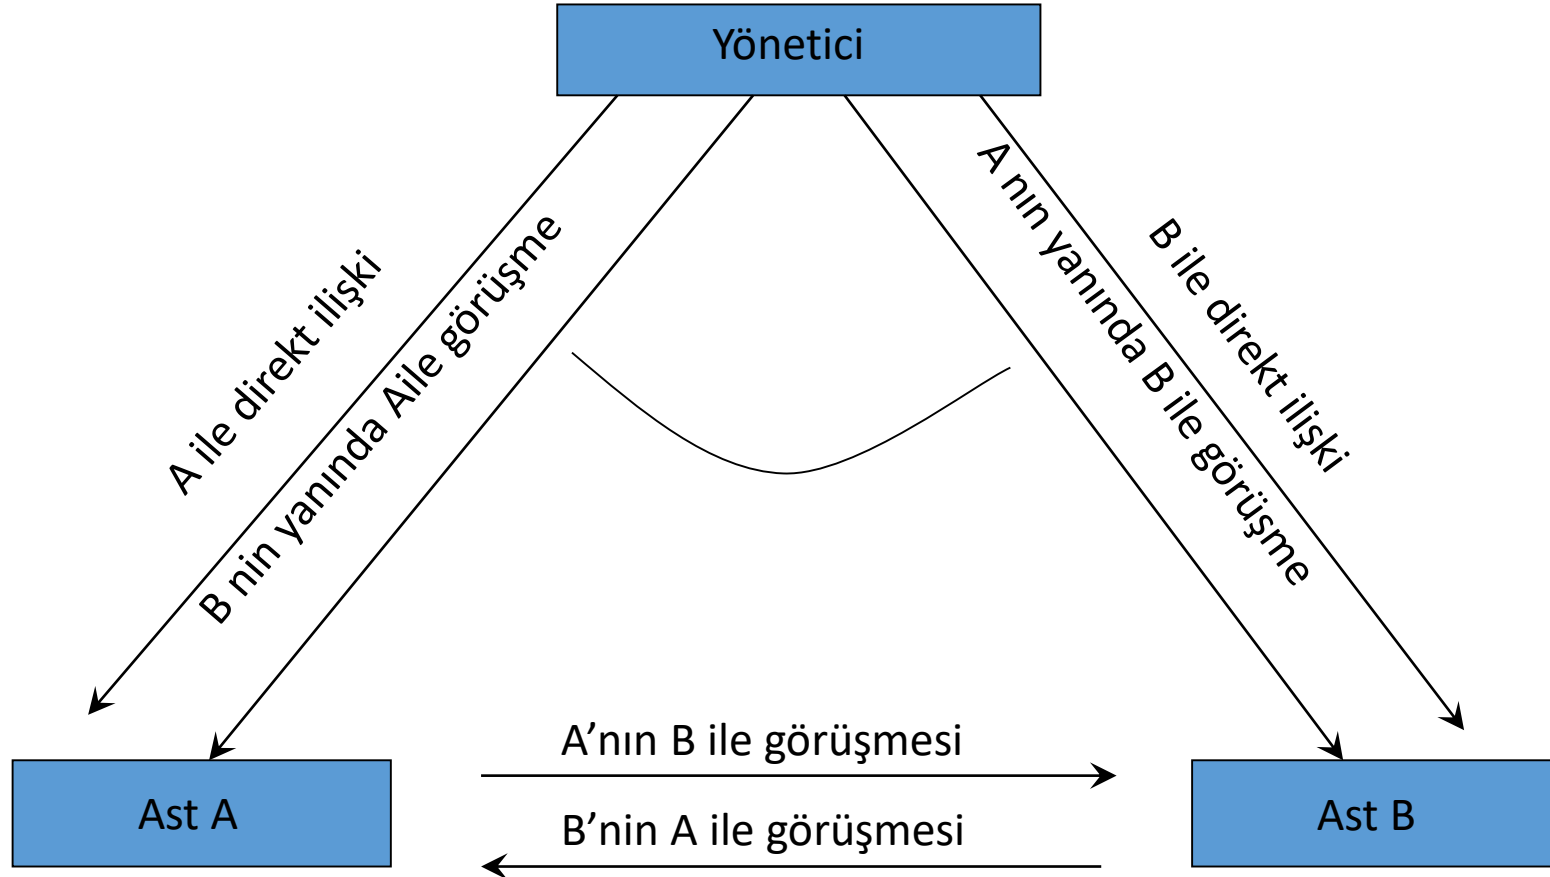 Yönetici
A ile direkt ilişki
B nin yanında Aile görüşme
A nın yanında B ile görüşme
B ile direkt ilişki
A’nın B ile görüşmesi
B’nin A ile görüşmesi
Ast A
Ast B